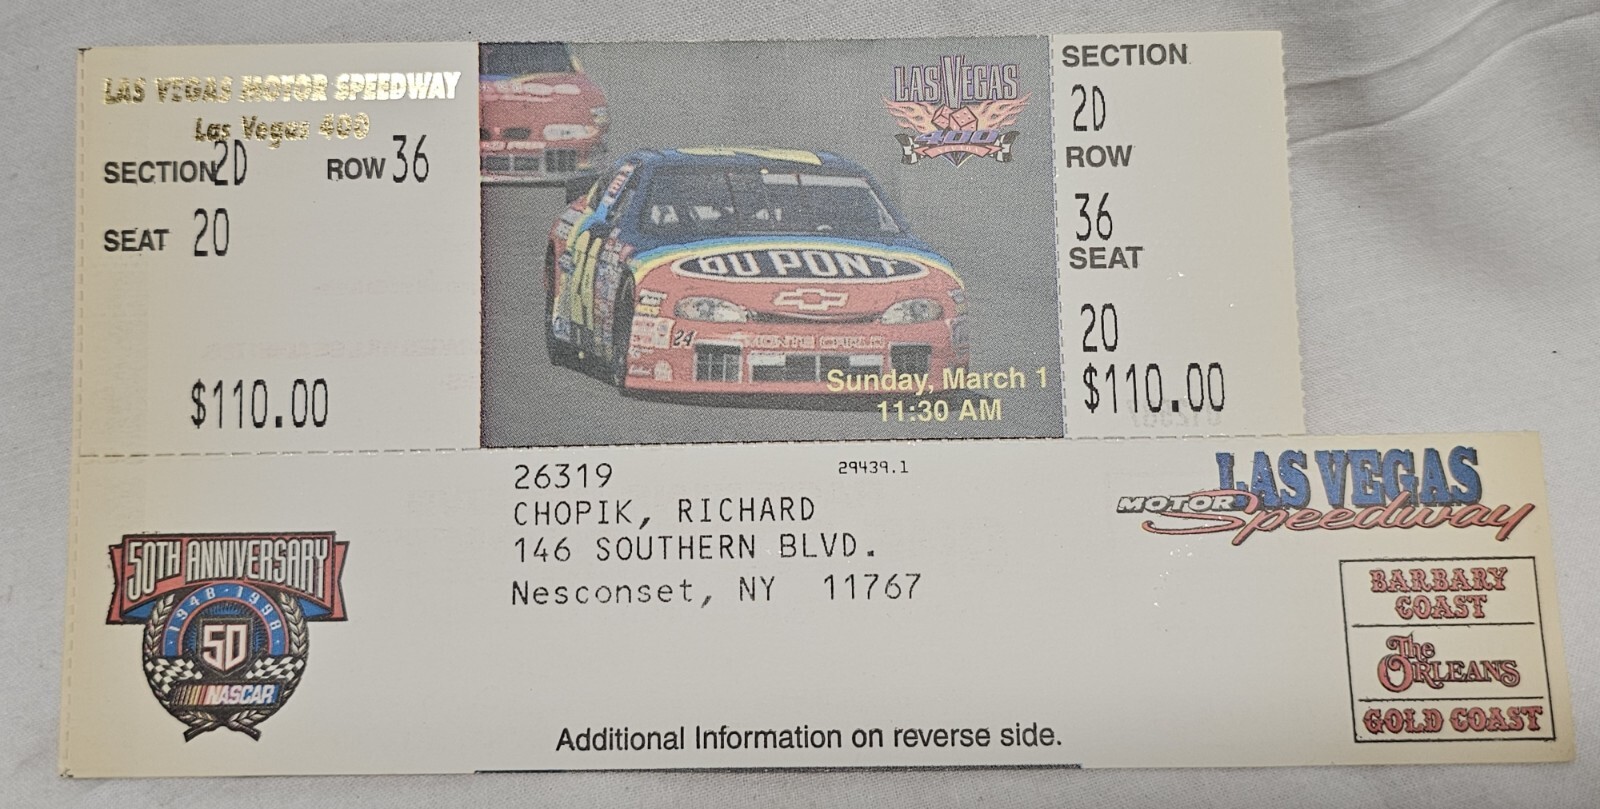 LAS VEGAS MOTOR SPEEDWAY
Las Vegas 400
SECTION 2D ROW 36
SEAT 20
$110.00
LAS VEGAS
400
DU PONT
24
MONTE CARLO
Sunday, March 1
11:30 AM
SECTION
2D
ROW
36
SEAT
20
$110.00
26319 29439.1
CHOPIK, RICHARD
146 SOUTHERN BLVD.
Nesconset, NY 11767
50TH ANNIVERSARY
1948-1998
50
NASCAR
LAS VEGAS
MOTOR Speedway
BARBARY
COAST
The
ORLEANS
GOLD COAST
Additional Information on reverse side.